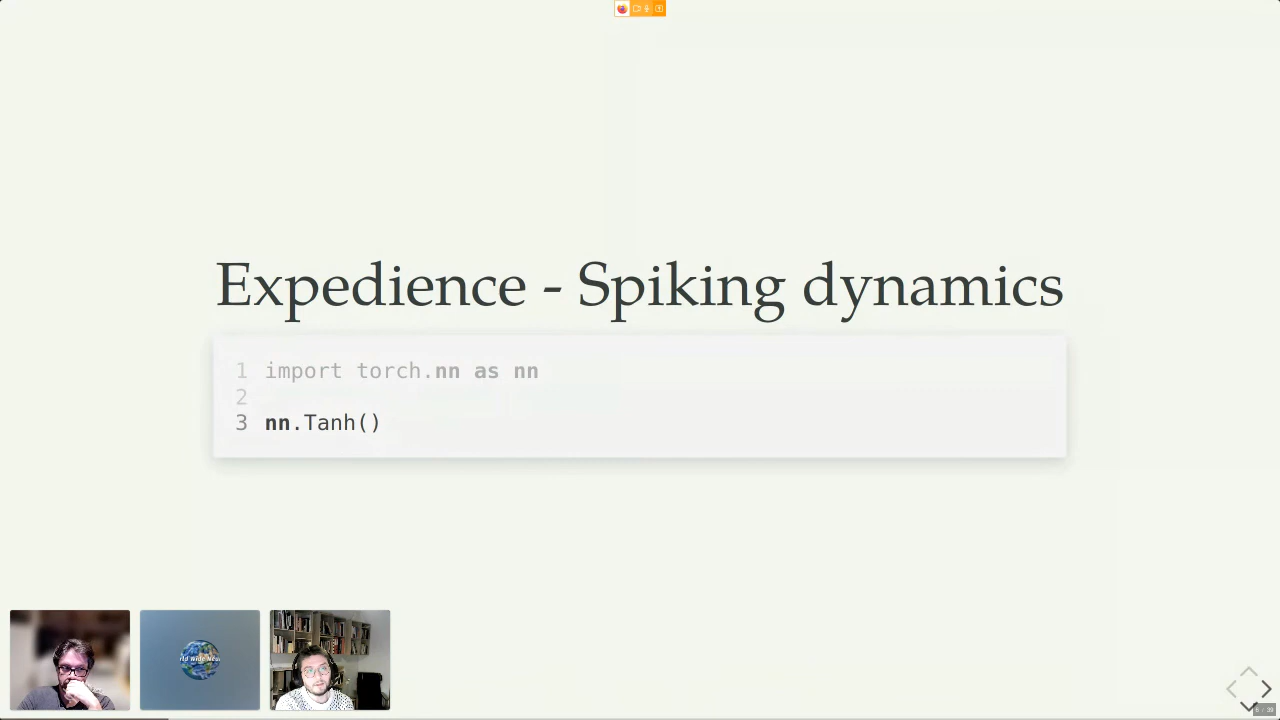 Expedience - Spiking dynamics
1 import torch.nn as nn
2
3 nn.Tanh()